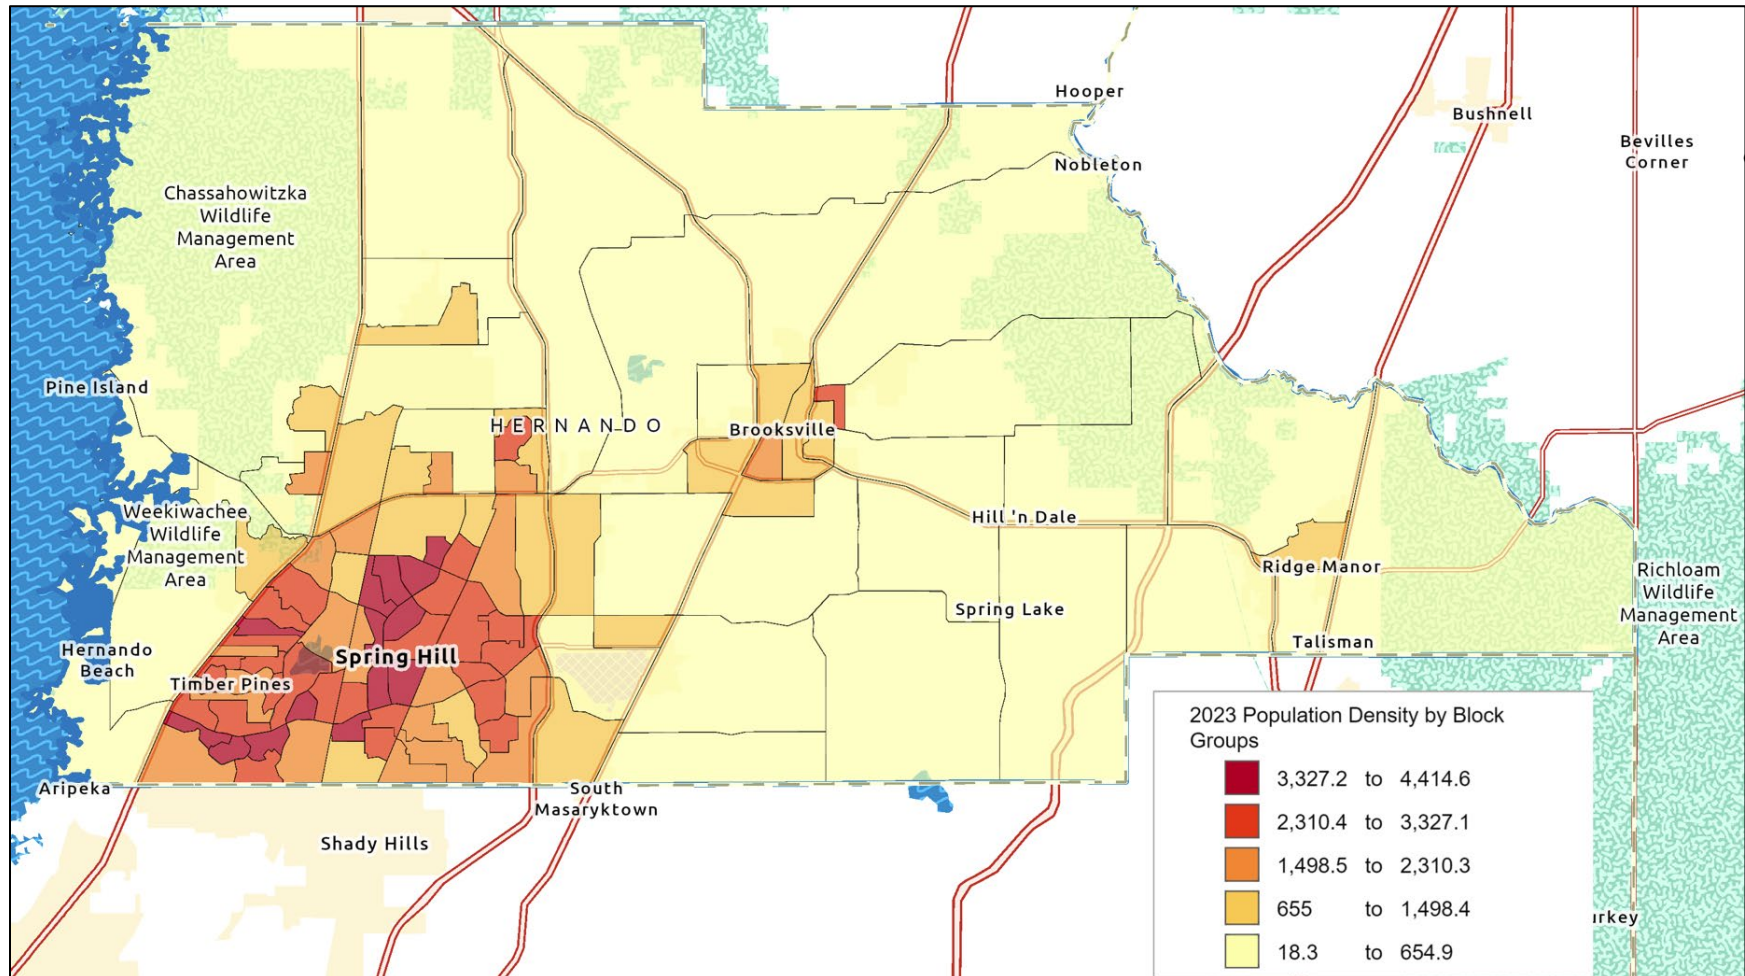 Hooper
Bushnell
Bevilles
Corner
Nobleton
Chassahowitzka
Wildlife
Management
Area
Pine Island
HERNANDO
Brooksville
Weekiwachee
Wildlife
Management
Area
Hill 'n Dale
Ridge Manor
Richloam
Wildlife
Management
Area
Spring Lake
Hernando
Beach
Spring Hill
Talisman
Timber Pines
Aripeka
South
Masaryktown
Shady Hills
2023 Population Density by Block
Groups
3,327.2 to 4,414.6
2,310.4 to 3,327.1
1,498.5 to 2,310.3
655 to 1,498.4
18.3 to 654.9